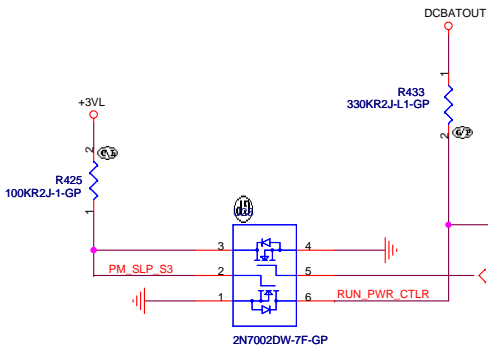 DCBATOUT
1
R433
330KR2J-L1-GP
2
+3VL
2
R425
100KR2J-1-GP
1
3
4
PM_SLP_S3
2
5
1
6
RUN_PWR_CTLR
2N7002DW-7F-GP